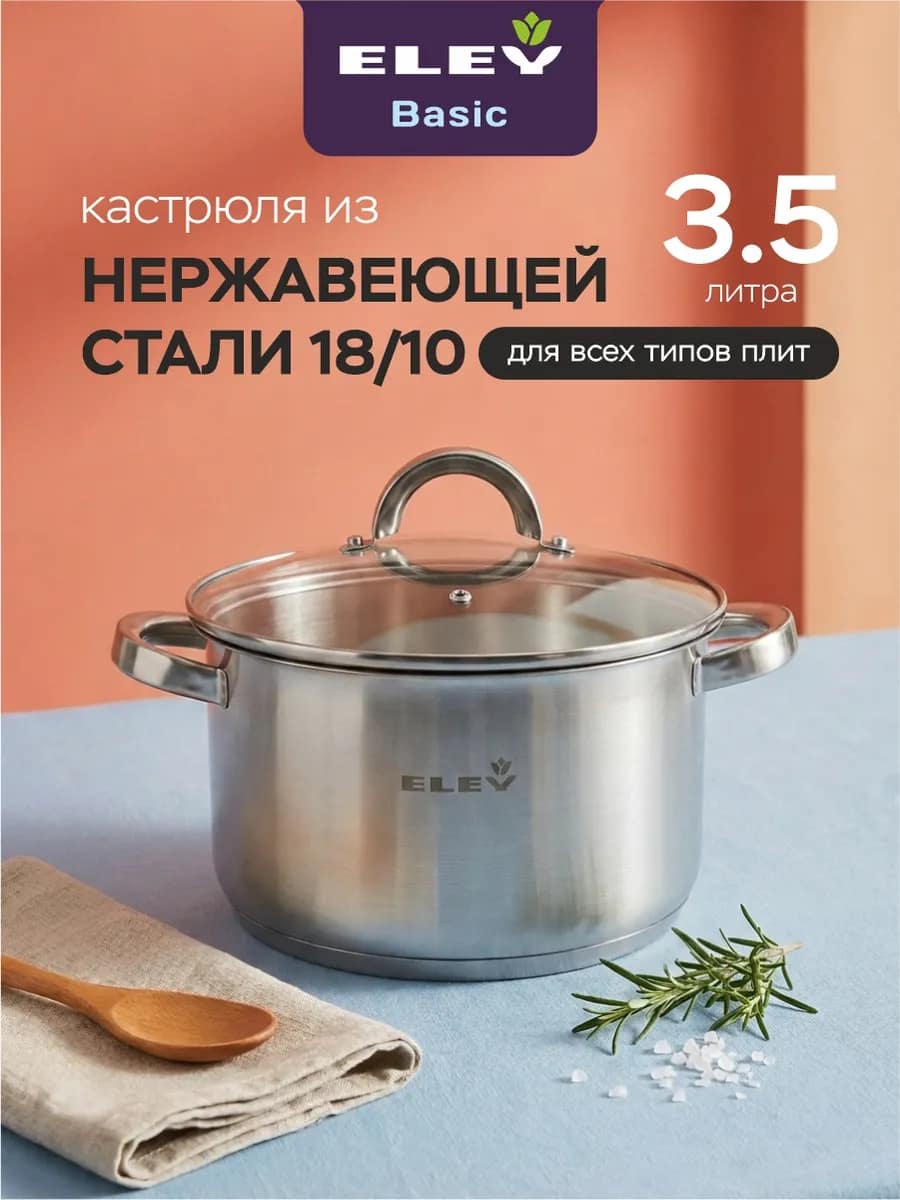 ELEY
Basic
кастрюля из
НЕРЖАВЕЮЩЕЙ
СТАЛИ 18/10
3.5
литра
для всех типов плит
ELEY